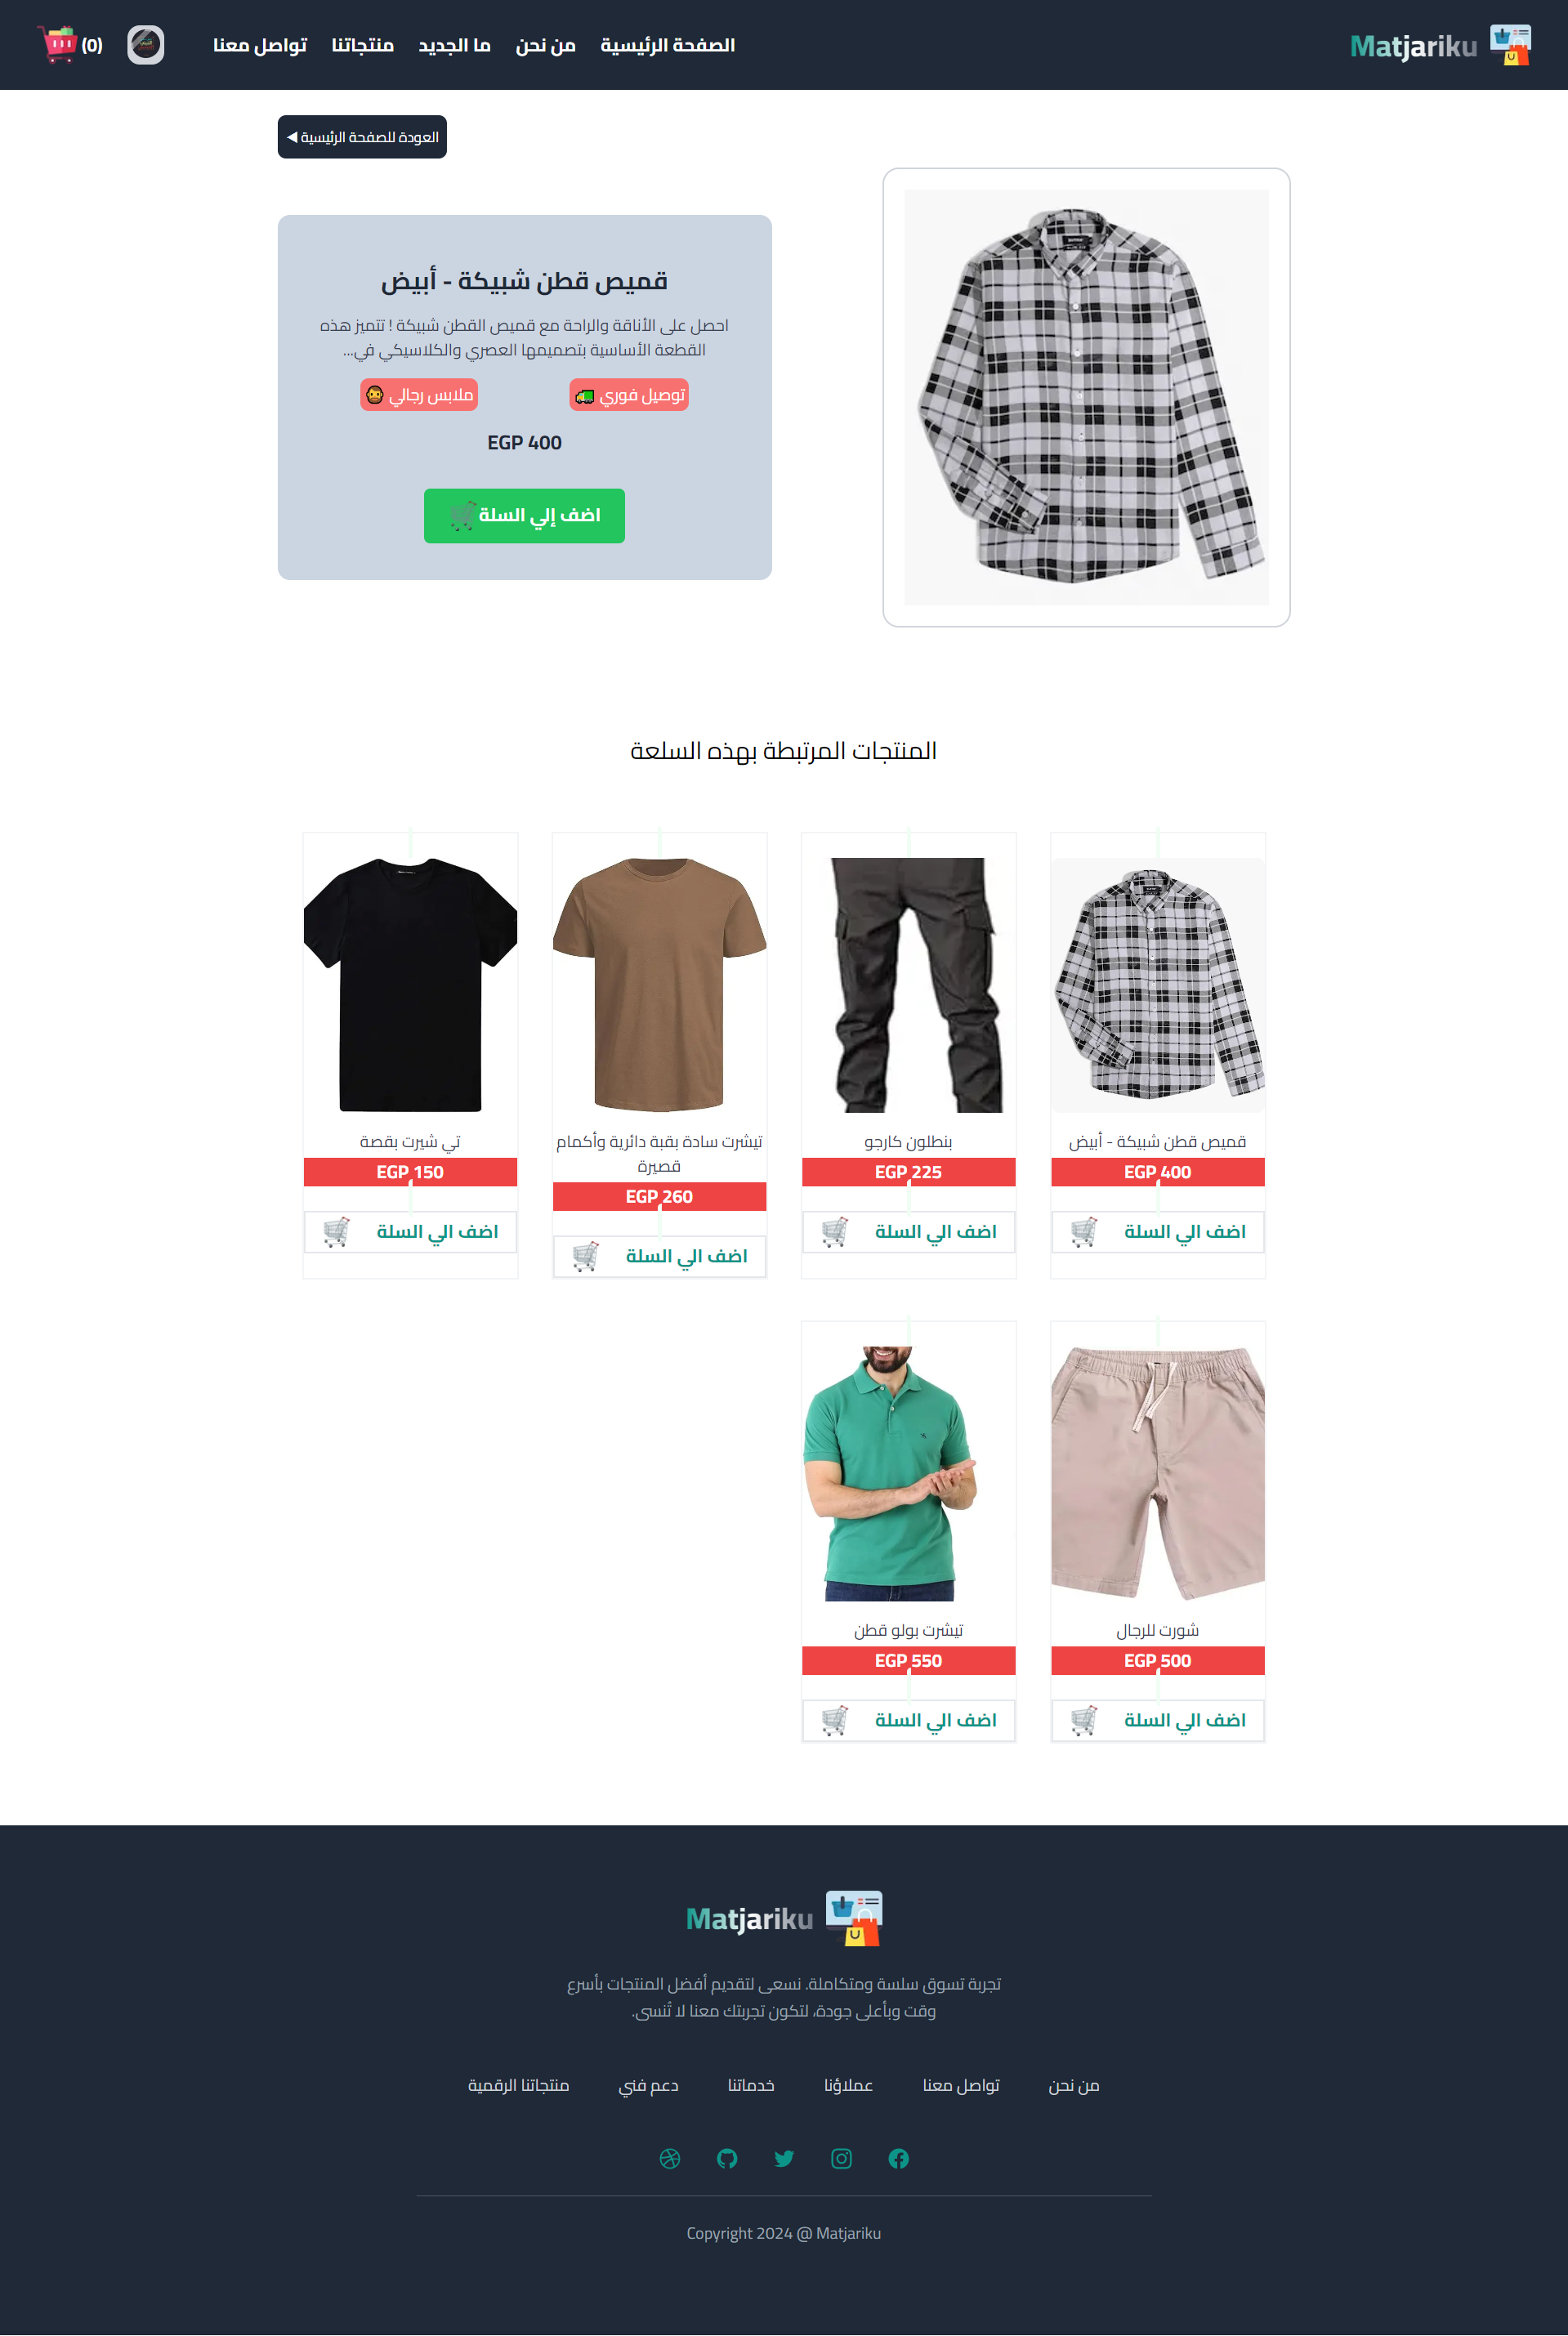 Matjariku
الصفحة الرئيسية
من نحن
ما الجديد
منتجاتنا
تواصل معنا
(0)
العودة للصفحة الرئيسية
قميص قطن شبيكة - أبيض
احصل على الأناقة والراحة مع قميص القطن شبيكة ! تتميز هذه
القطعة الأساسية بتصميمها العصري والكلاسيكي في...
توصيل فوري
ملابس رجالي
EGP 400
اضف إلي السلة
المنتجات المرتبطة بهذه السلعة
قميص قطن شبيكة - أبيض
EGP 400
اضف الي السلة
بنطلون كارجو
EGP 225
اضف الي السلة
تيشرت سادة بقبة دائرية وأكمام
قصيرة
EGP 260
اضف الي السلة
تي شيرت بقصة
EGP 150
اضف الي السلة
شورت للرجال
EGP 500
اضف الي السلة
تيشرت بولو قطن
EGP 550
اضف الي السلة
Matjariku
تجربة تسوق سلسة ومتكاملة. نسعى لتقديم أفضل المنتجات بأسرع
وقت وبأعلى جودة، لتكون تجربتك معنا لا تُنسى.
من نحن
تواصل معنا
عملاؤنا
خدماتنا
دعم فني
منتجاتنا الرقمية
Copyright 2024 @ Matjariku